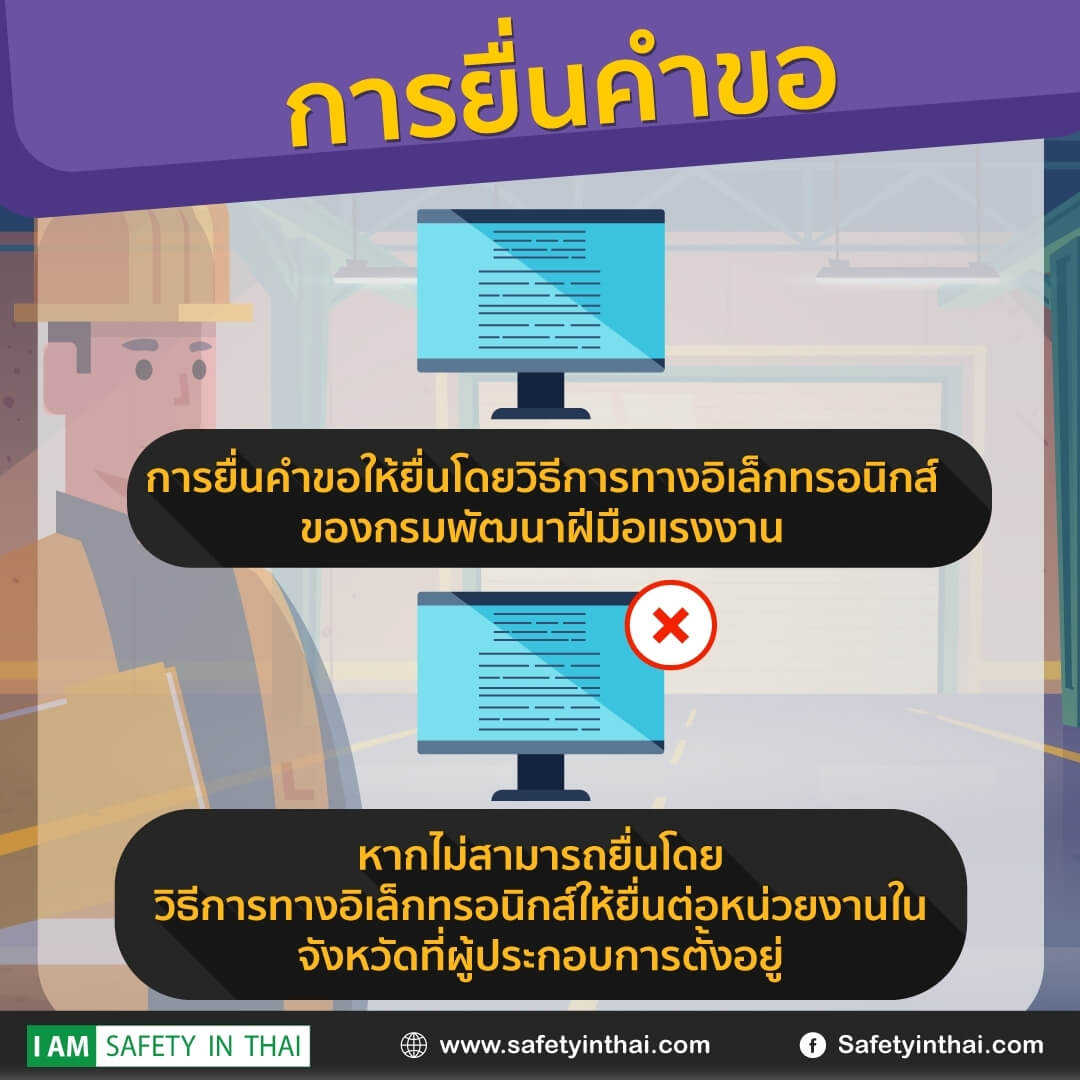 การยื่นคำขอ
การยื่นคำขอให้ยื่นโดยวิธีการทางอิเล็กทรอนิกส์
ของกรมพัฒนาฝีมือแรงงาน
หากไม่สามารถยื่นโดย
วิธีการทางอิเล็กทรอนิกส์ให้ยื่นต่อหน่วยงานใน
จังหวัดที่ผู้ประกอบการตั้งอยู่
I AM SAFETY IN THAI
www.safetyinthai.com
Safetyinthai.com